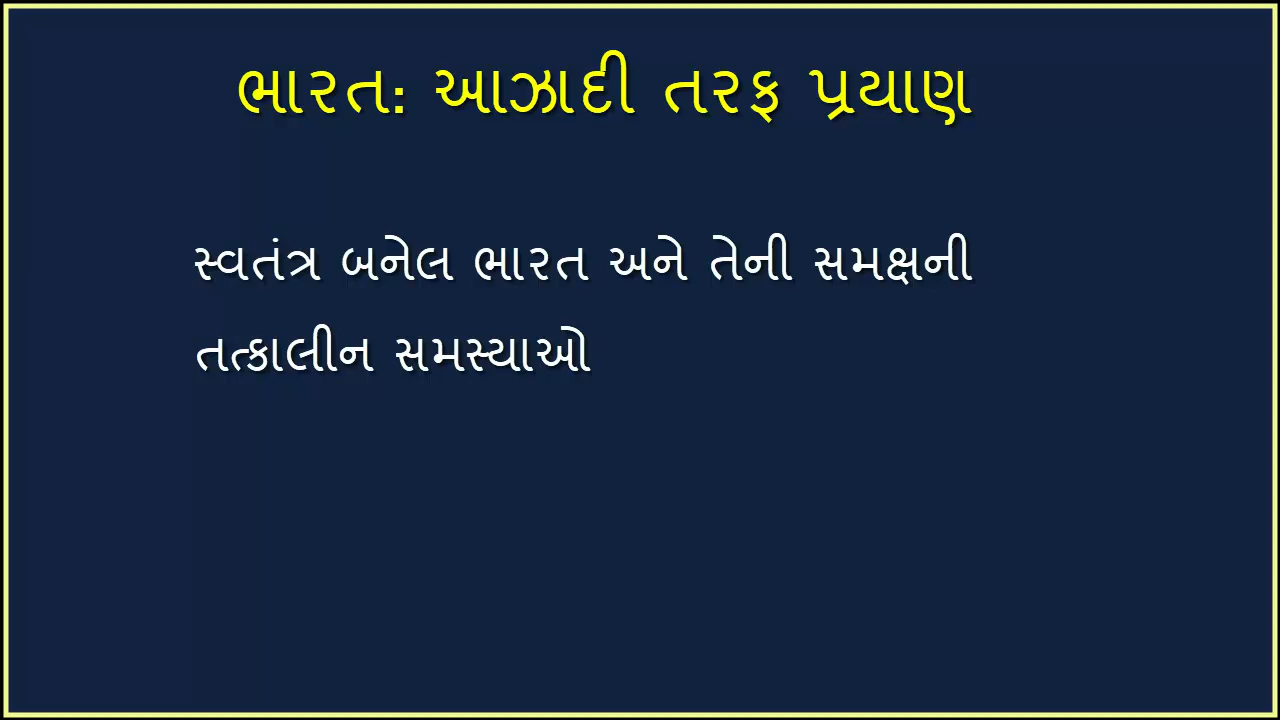 ભારત: આઝાદી તરફ પ્રયાણ
સ્વતંત્ર બનેલ ભારત અને તેની સમક્ષની
તત્કાલીન સમસ્યાઓ